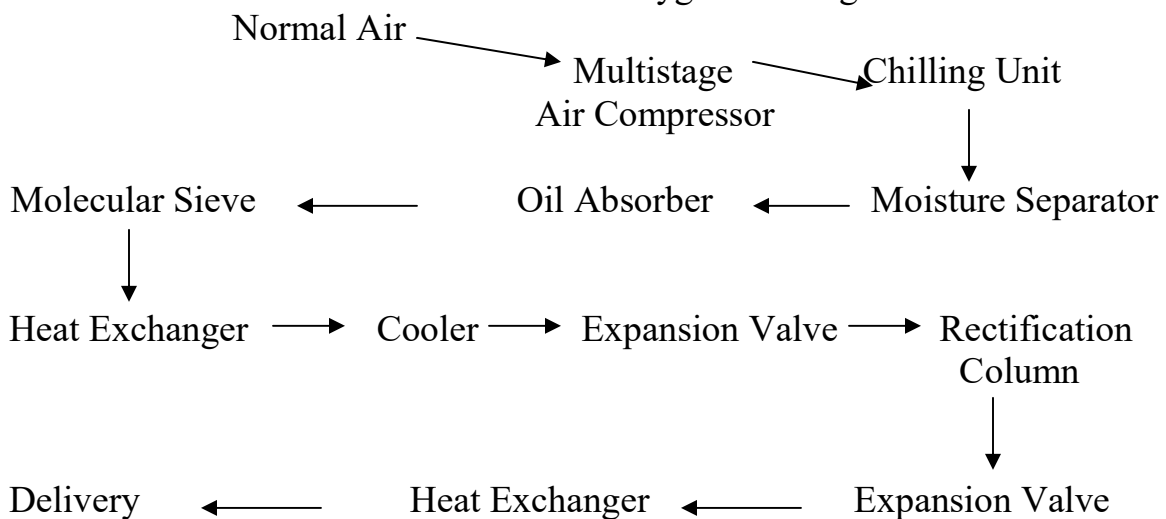 Normal Air
Multistage Chilling Unit
Air Compressor
Molecular Sieve Oil Absorber Moisture Separator
Heat Exchanger Cooler Expansion Valve Rectification
Column
Delivery Heat Exchanger Expansion Valve